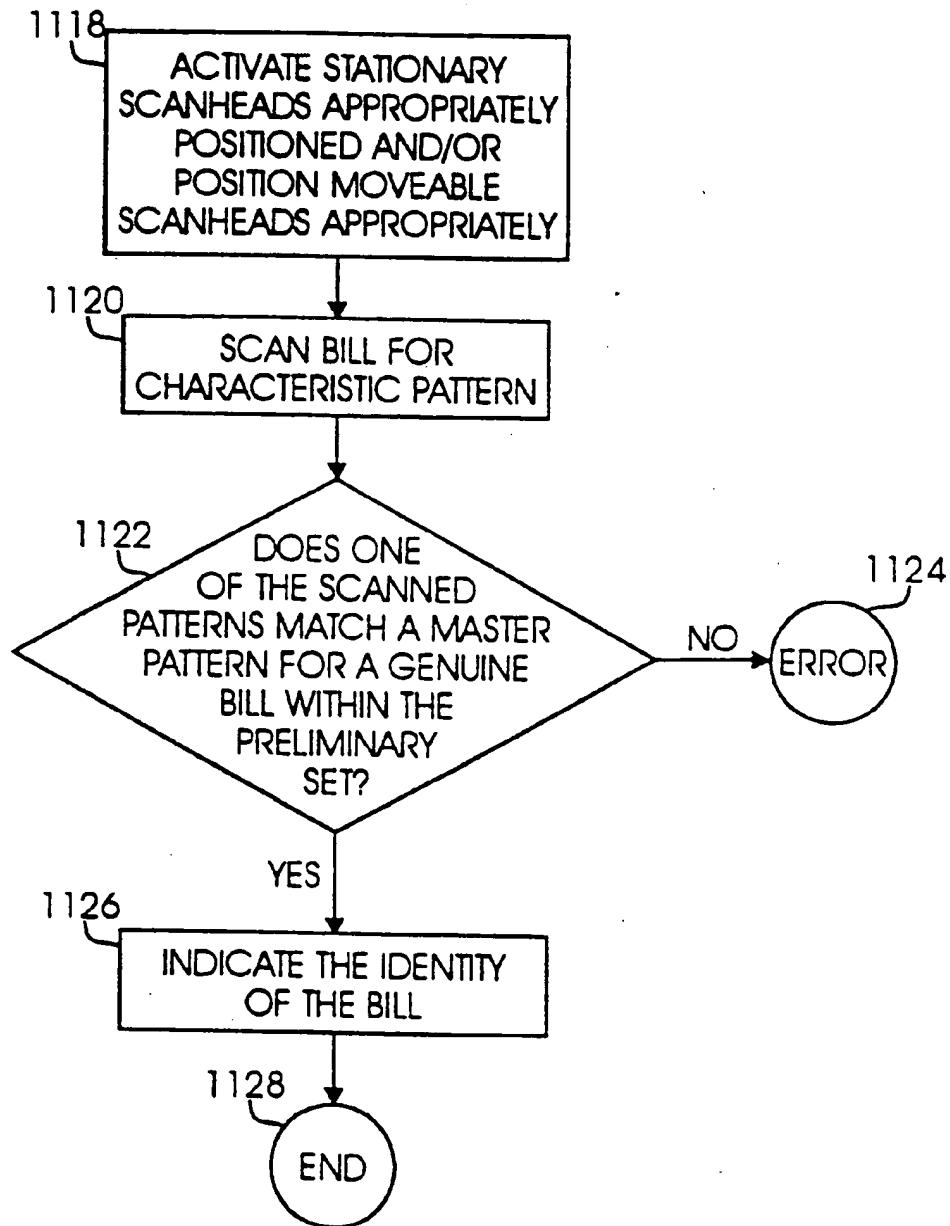 1118
ACTIVATE STATIONARY
SCANHEADS APPROPRIATELY
POSITIONED AND/OR
POSITION MOVEABLE
SCANHEADS APPROPRIATELY
1120
SCAN BILL FOR
CHARACTERISTIC PATTERN
1122
DOES ONE
OF THE SCANNED
PATTERNS MATCH A MASTER
PATTERN FOR A GENUINE
BILL WITHIN THE
PRELIMINARY
SET?
NO
1124
ERROR
YES
1126
INDICATE THE IDENTITY
OF THE BILL
1128
END